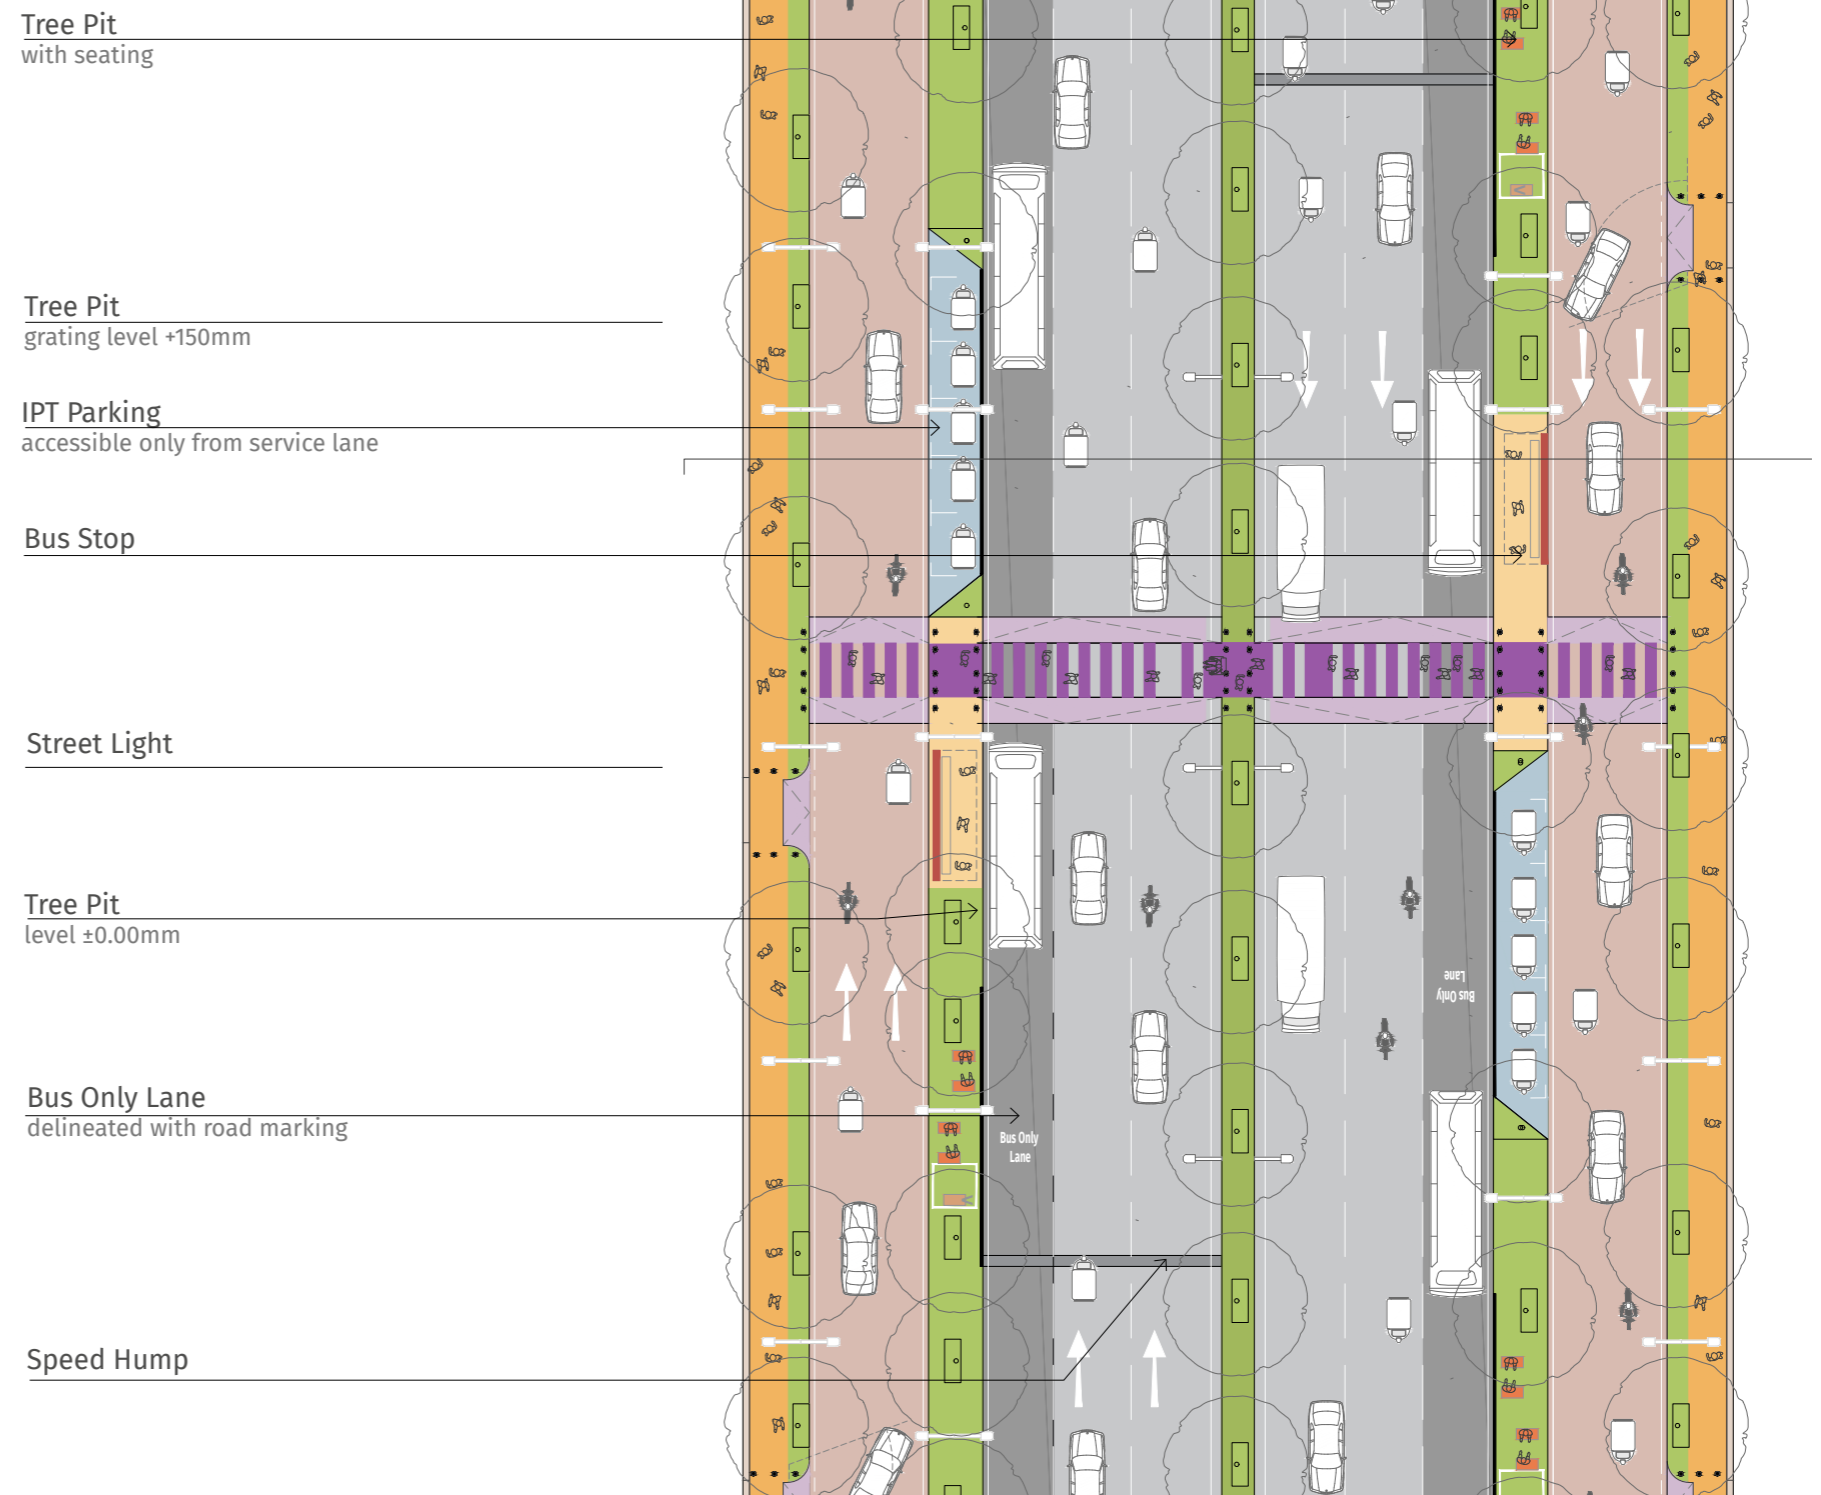 Tree Pit
with seating
Tree Pit
grating level +150mm
IPT Parking
accessible only from service lane
Bus Stop
Street Light
Tree Pit
level ±0.00mm
Bus Only
Lane
Bus Only Lane
delineated with road marking
Bus Only
Lane
Speed Hump